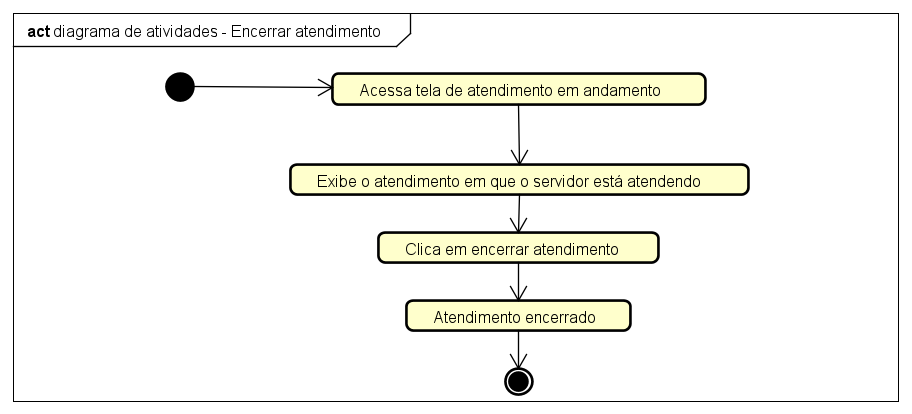 act diagrama de atividades - Encerrar atendimento
Acessa tela de atendimento em andamento
Exibe o atendimento em que o servidor está atendendo
Clica em encerrar atendimento
Atendimento encerrado